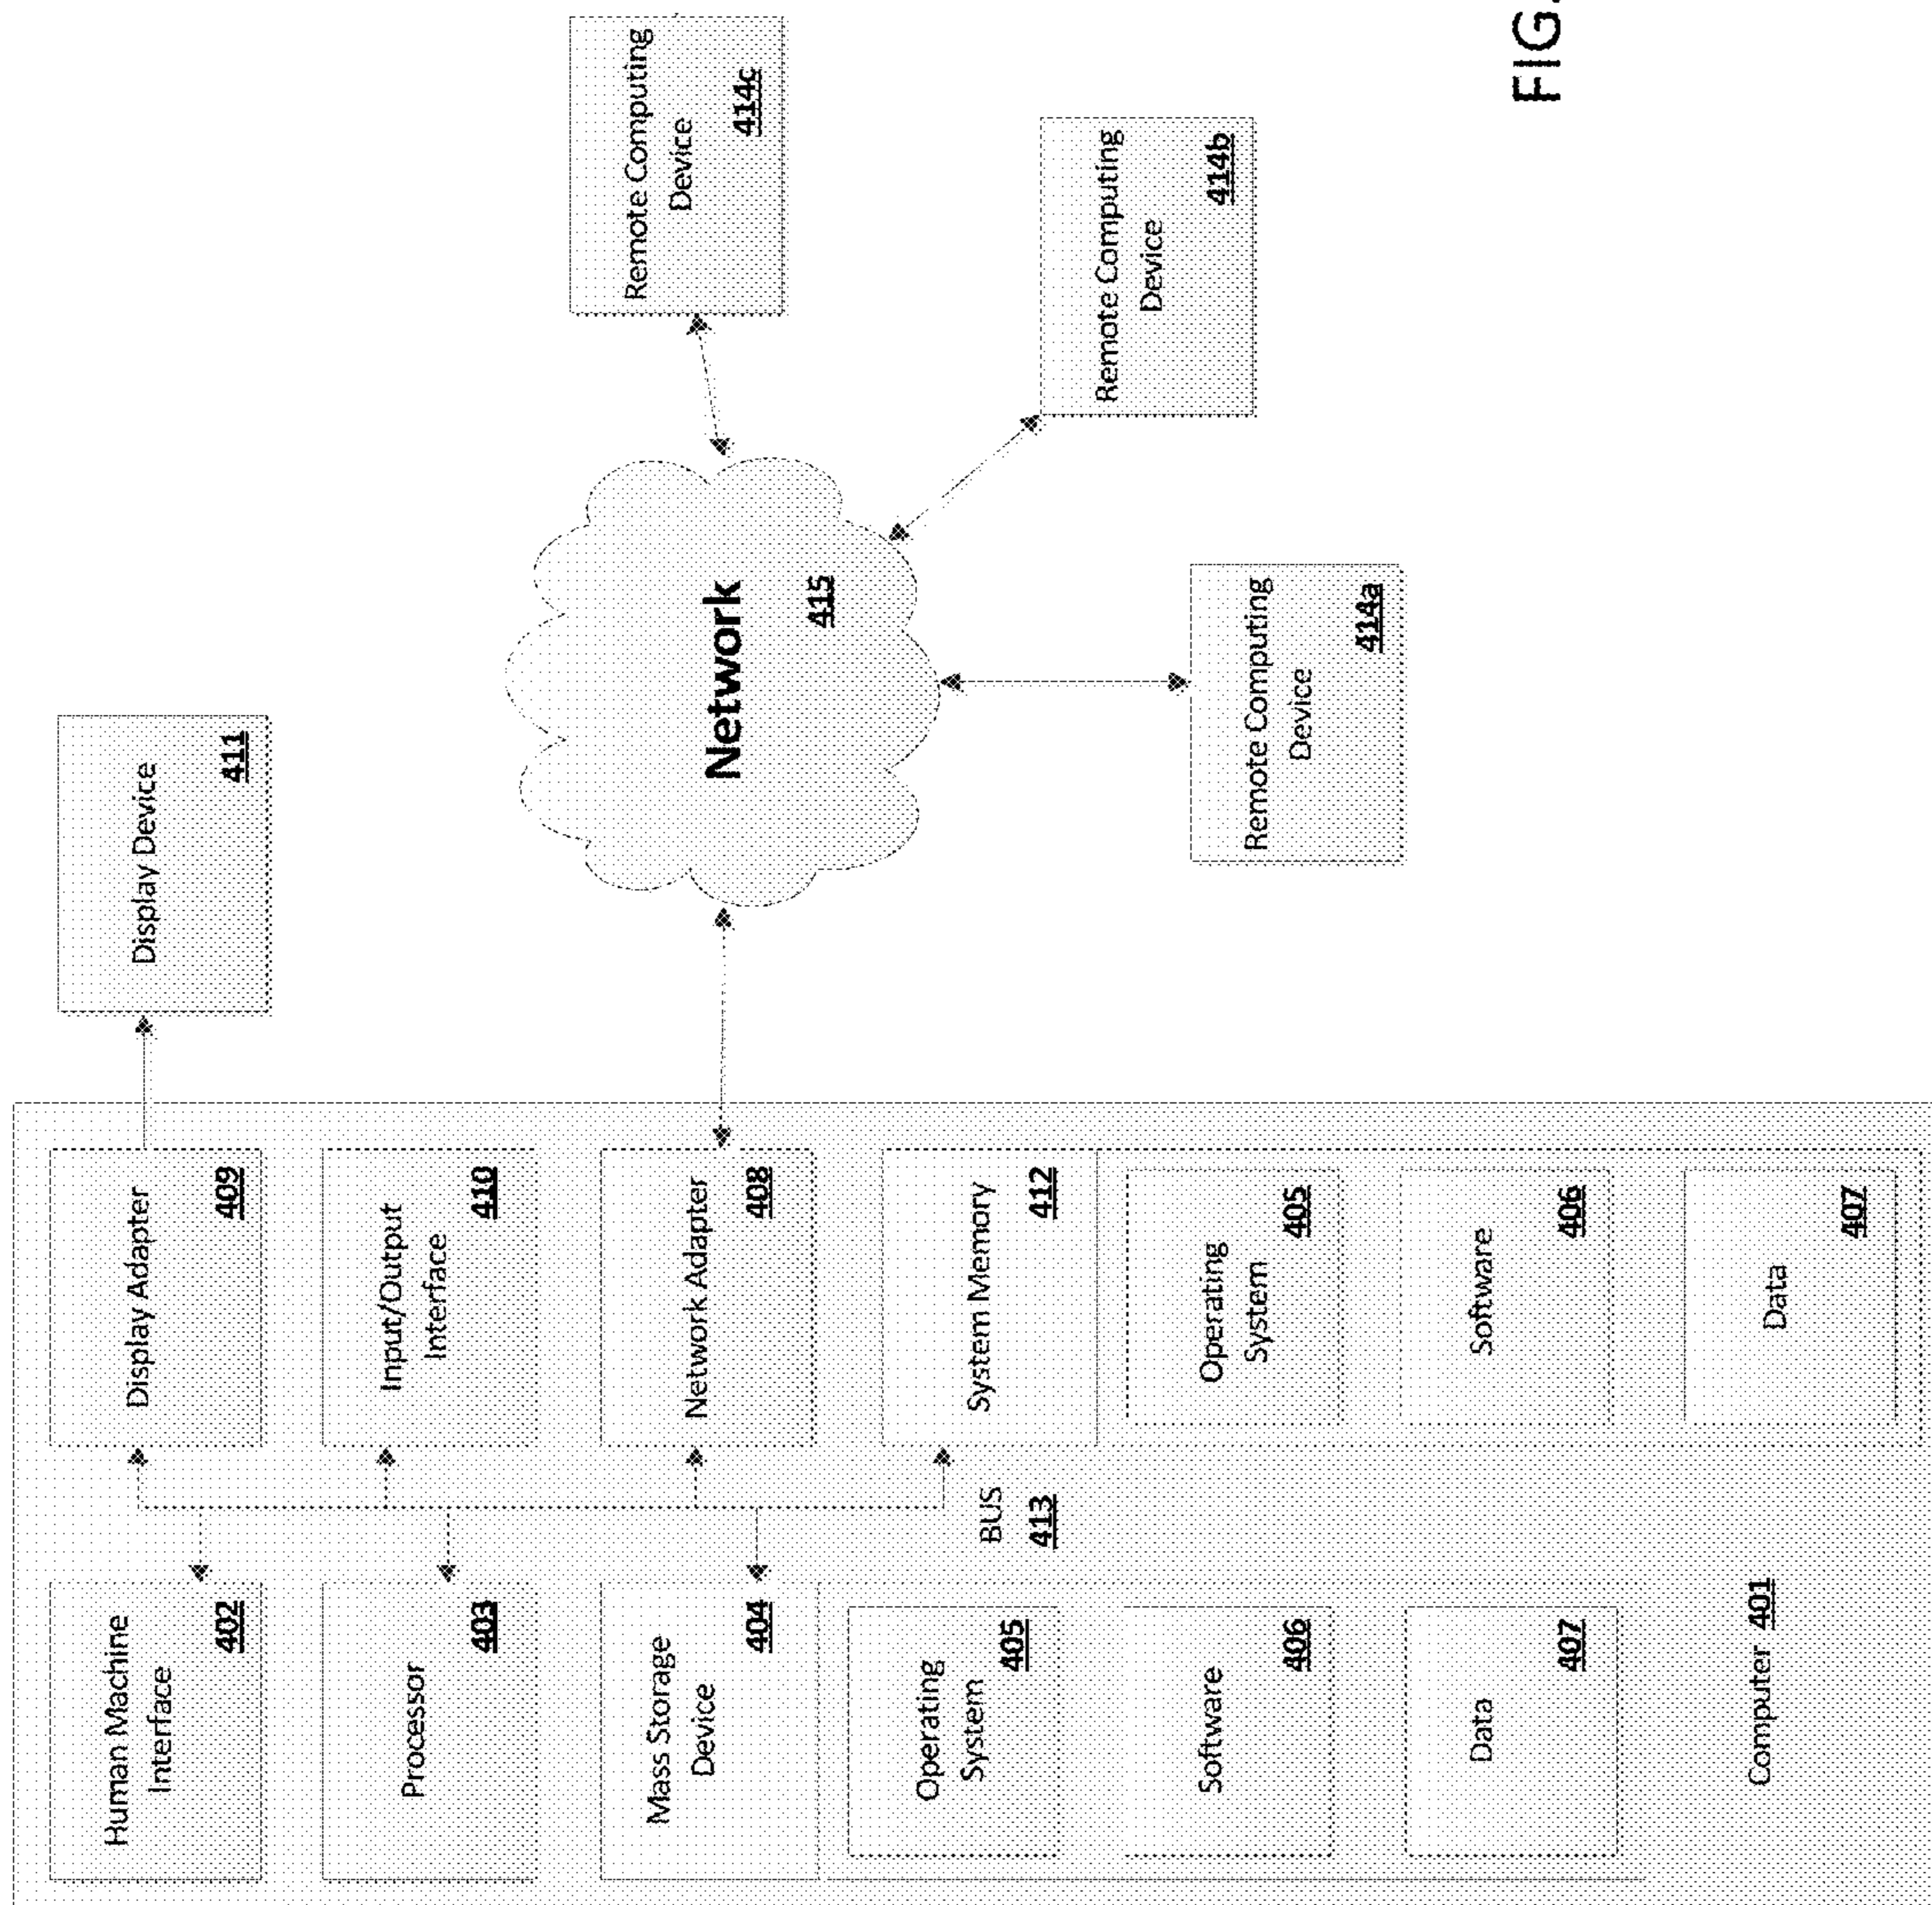 Human Machine
Interface
402
Display Adapter
409
Display Device
411
Processor
403
Input/Output
Interface
410
Mass Storage
Device
404
Network Adapter
408
Network
415
Remote Computing
Device
414c
BUS
413
System Memory
412
Operating
System
405
Operating
System
405
Remote Computing
Device
414b
Software
406
Software
406
Remote Computing
Device
414a
Data
407
Data
407
Computer 401
FIG.